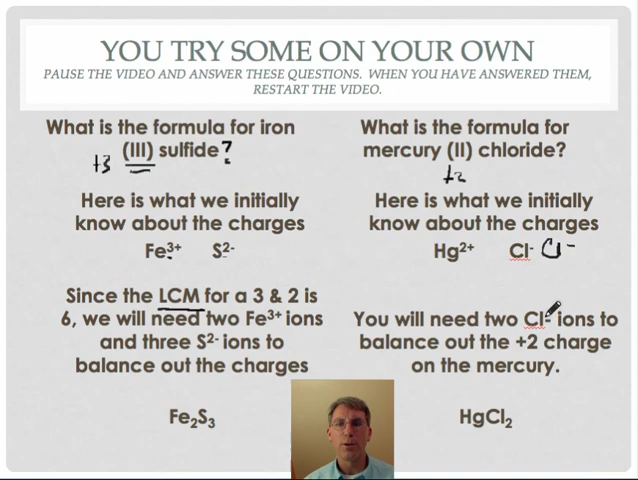 YOU TRY SOME ON YOUR OWN
PAUSE THE VIDEO AND ANSWER THESE QUESTIONS. WHEN YOU HAVE ANSWERED THEM,
RESTART THE VIDEO.
What is the formula for iron
(III) sulfide?
+3
Here is what we initially
know about the charges
Fe³⁺ S²⁻
Since the LCM for a 3 & 2 is
6, we will need two Fe³⁺ ions
and three S²⁻ ions to
balance out the charges
Fe₂S₃
What is the formula for
mercury (II) chloride?
+2
Here is what we initially
know about the charges
Hg²⁺ Cl⁻ Cl⁻
You will need two Cl⁻ ions to
balance out the +2 charge
on the mercury.
HgCl₂